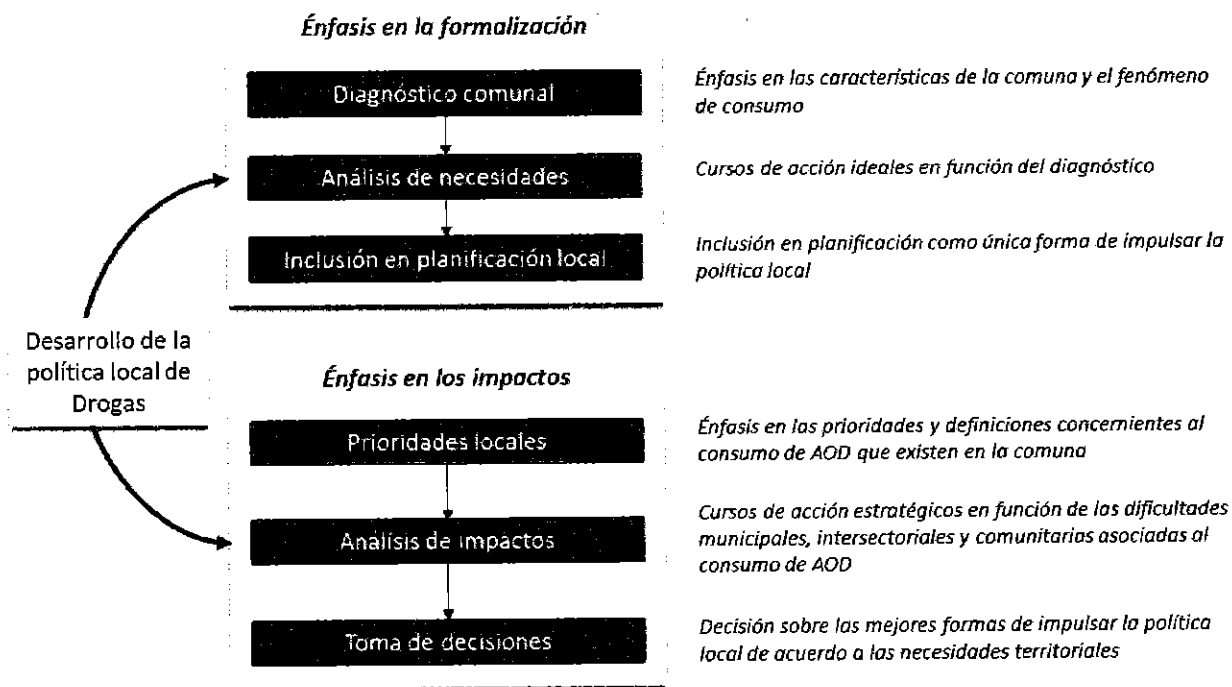 Énfasis en la formalización
Diagnóstico comunal
Énfasis en las características de la comuna y el fenómeno
de consumo
Análisis de necesidades
Cursos de acción ideales en función del diagnóstico
Inclusión en planificación local
Inclusión en planificación como única forma de impulsar la
política local
Desarrollo de la
política local de
Drogas
Énfasis en los impactos
Prioridades locales
Énfasis en las prioridades y definiciones concernientes al
consumo de AOD que existen en la comuna
Análisis de impactos
Cursos de acción estratégicos en función de las dificultades
municipales, intersectoriales y comunitarias asociadas al
consumo de AOD
Toma de decisiones
Decisión sobre las mejores formas de impulsar la política
local de acuerdo a las necesidades territoriales